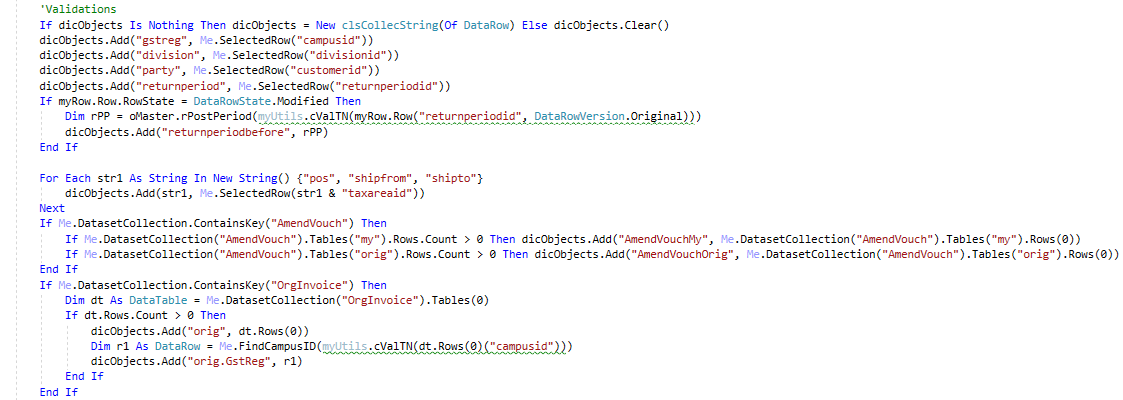 'Validations
If dicObjects Is Nothing Then dicObjects = New clsCollecString(Of DataRow) Else dicObjects.Clear()
dicObjects.Add("gstreg", Me.SelectedRow("campusid"))
dicObjects.Add("division", Me.SelectedRow("divisionid"))
dicObjects.Add("party", Me.SelectedRow("customerid"))
dicObjects.Add("returnperiod", Me.SelectedRow("returnperiodid"))
If myRow.Row.RowState = DataRowState.Modified Then
    Dim rPP = oMaster.rPostPeriod(myUtils.cValTN(myRow.Row("returnperiodid", DataRowVersion.Original)))
    dicObjects.Add("returnperiodbefore", rPP)
End If

For Each str1 As String In New String() {"pos", "shipfrom", "shipto"}
    dicObjects.Add(str1, Me.SelectedRow(str1 & "taxareaid"))
Next
If Me.DatasetCollection.ContainsKey("AmendVouch") Then
    If Me.DatasetCollection("AmendVouch").Tables("my").Rows.Count > 0 Then dicObjects.Add("AmendVouchMy", Me.DatasetCollection("AmendVouch").Tables("my").Rows(0))
    If Me.DatasetCollection("AmendVouch").Tables("orig").Rows.Count > 0 Then dicObjects.Add("AmendVouchOrig", Me.DatasetCollection("AmendVouch").Tables("orig").Rows(0))
End If
If Me.DatasetCollection.ContainsKey("OrgInvoice") Then
    Dim dt As DataTable = Me.DatasetCollection("OrgInvoice").Tables(0)
    If dt.Rows.Count > 0 Then
        dicObjects.Add("orig", dt.Rows(0))
        Dim r1 As DataRow = Me.FindCampusID(myUtils.cValTN(dt.Rows(0)("campusid")))
        dicObjects.Add("orig.GstReg", r1)
    End If
End If